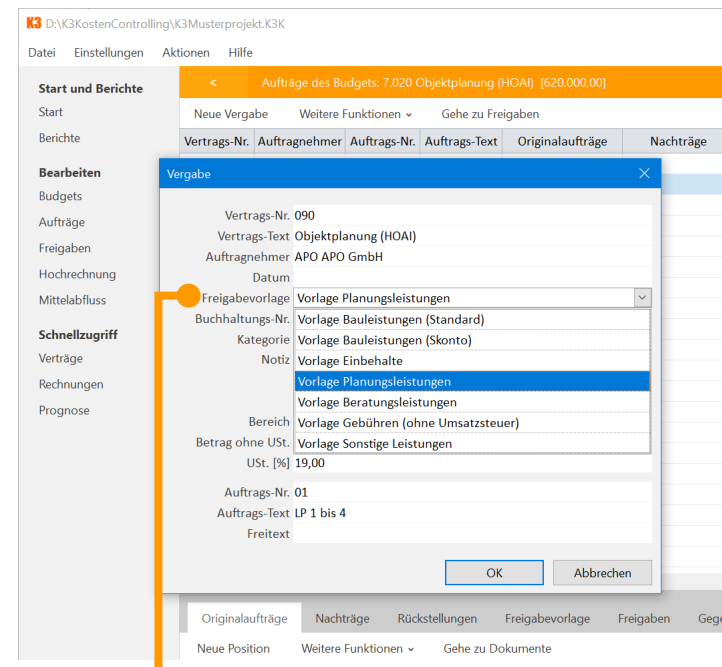 K3 D:\K3KostenControlling\K3Musterprojekt.K3K
Datei Einstellungen Aktionen Hilfe
Start und Berichte
Start
Berichte
Bearbeiten
Budgets
Aufträge
Freigaben
Hochrechnung
Mittelabfluss
Schnellzugriff
Verträge
Rechnungen
Prognose
< Aufträge des Budgets: 7.020 Objektplanung (HOAI) [620.000,00]
Neue Vergabe Weitere Funktionen Gehe zu Freigaben
Vertrags-Nr. Auftragnehmer Auftrags-Nr. Auftrags-Text Originalaufträge Nachträge
Vergabe
Vertrags-Nr. 090
Vertrags-Text Objektplanung (HOAI)
Auftragnehmer APO APO GmbH
Datum
Freigabevorlage Vorlage Planungsleistungen
Buchhaltungs-Nr. Vorlage Bauleistungen (Standard)
Kategorie Vorlage Bauleistungen (Skonto)
Notiz Vorlage Einbehalte
Vorlage Planungsleistungen
Vorlage Beratungsleistungen
Bereich Vorlage Gebühren (ohne Umsatzsteuer)
Betrag ohne USt. Vorlage Sonstige Leistungen
USt. [%] 19,00
Auftrags-Nr. 01
Auftrags-Text LP 1 bis 4
Freitext
OK Abbrechen
Originalaufträge Nachträge Rückstellungen Freigabevorlage Freigaben Gege
Neue Position Weitere Funktionen Gehe zu Dokumente